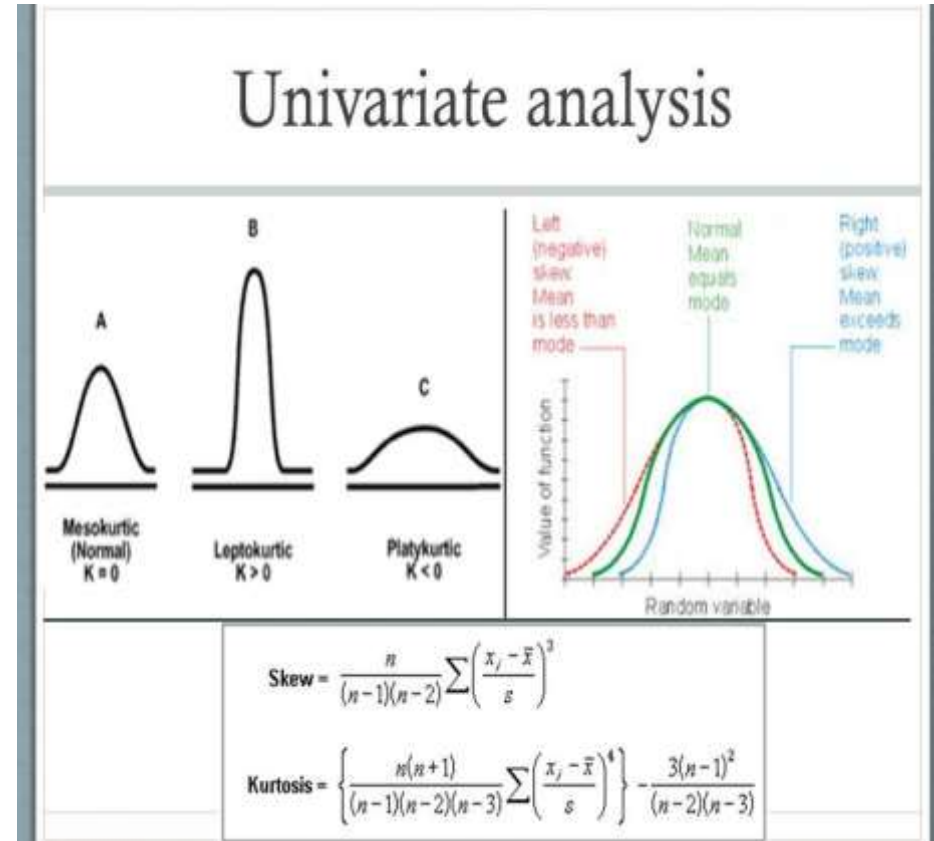 Univariate analysis
A
B
C
Mesokurtic
(Normal)
K = 0
Leptokurtic
K > 0
Platykurtic
K < 0
Left
(negative)
skew.
Mean
is less than
mode
Normal
Mean
equals
mode
Right
(positive)
skew.
Mean
exceeds
mode
Value of function
Random variable
Skew = n / ((n−1)(n−2)) ∑ ((x_j − x̄) / s)^3
Kurtosis = { n(n+1) / ((n−1)(n−2)(n−3)) ∑ ((x_j − x̄) / s)^4 } − 3(n−1)^2 / ((n−2)(n−3))